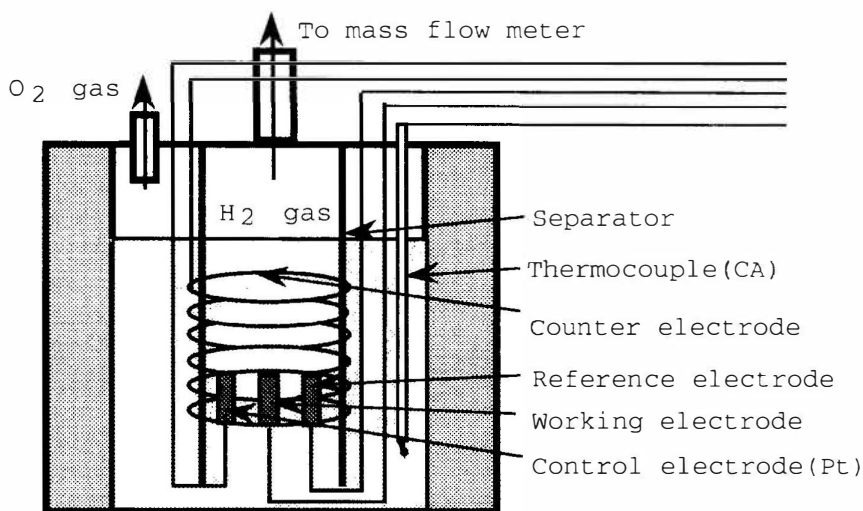 To mass flow meter
O2 gas
H2 gas
Separator
Thermocouple(CA)
Counter electrode
Reference electrode
Working electrode
Control electrode(Pt)